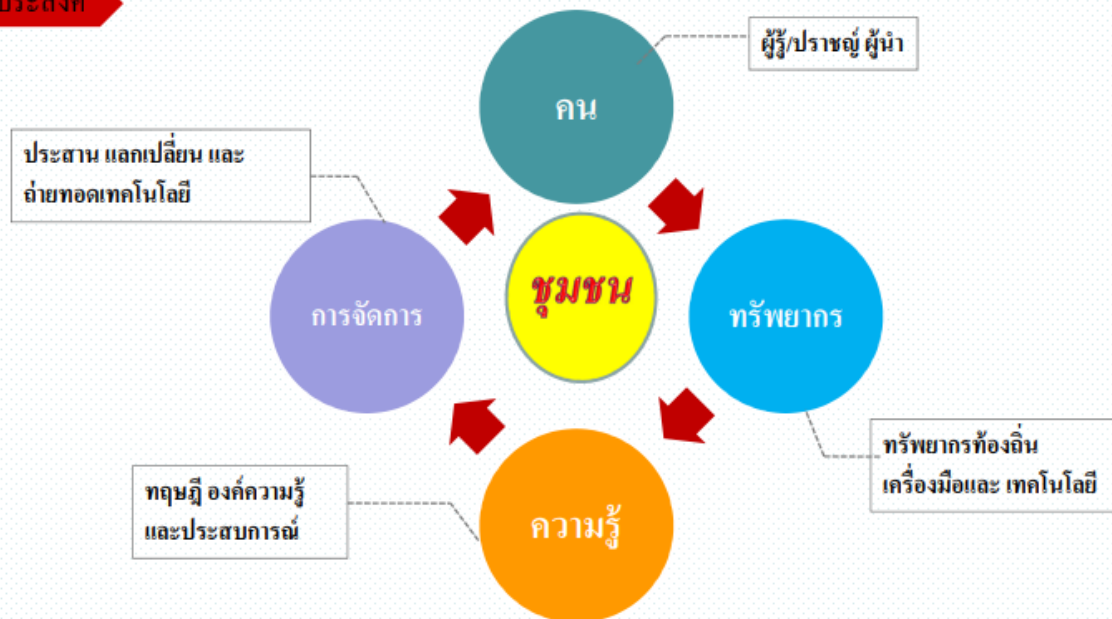 ผู้รู้/ปราชญ์ ผู้นำ
คน
ประสาน แลกเปลี่ยน และ
ถ่ายทอดเทคโนโลยี
ชุมชน
การจัดการ
ทรัพยากร
ทรัพยากรท้องถิ่น
เครื่องมือและ เทคโนโลยี
ทฤษฎี องค์ความรู้
และประสบการณ์
ความรู้